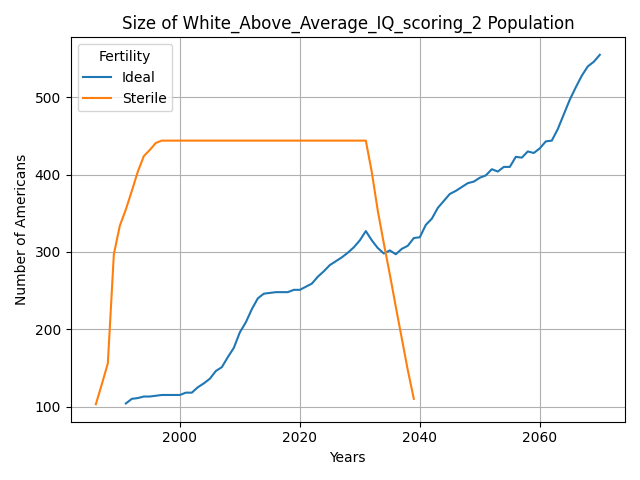 Size of White_Above_Average_IQ_scoring_2 Population
Fertility
Ideal
Sterile
Number of Americans
500
400
300
200
100
2000
2020
2040
2060
Years